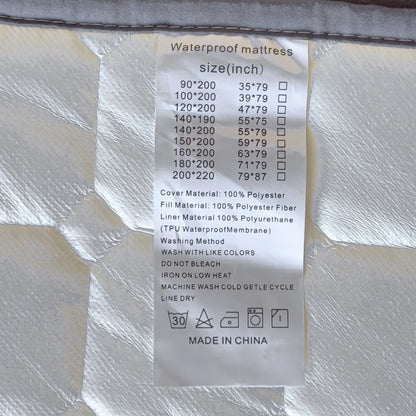 Waterproof mattress
size(inch)
90*200 35*79 □
100*200 39*79 □
120*200 47*79 □
140*190 55*75 □
140*200 55*79 □
150*200 59*79 □
160*200 63*79 □
180*200 71*79 □
200*220 79*87 □
Cover Material: 100% Polyester
Fill Material: 100% Polyester Fiber
Liner Material 100% Polyurethane
(TPU WaterproofMembrane)
Washing Method
WASH WITH LIKE COLORS
DO NOT BLEACH
IRON ON LOW HEAT
MACHINE WASH COLD GETLE CYCLE
LINE DRY
30
MADE IN CHINA